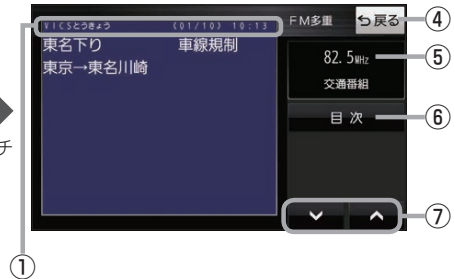 VICSとうきょう (01/10) 10:13
FM多重
戻る
④
東名下り 車線規制
東京→東名川崎
82.5MHz
⑤
交通番組
目次
⑥
チ
⑦
①